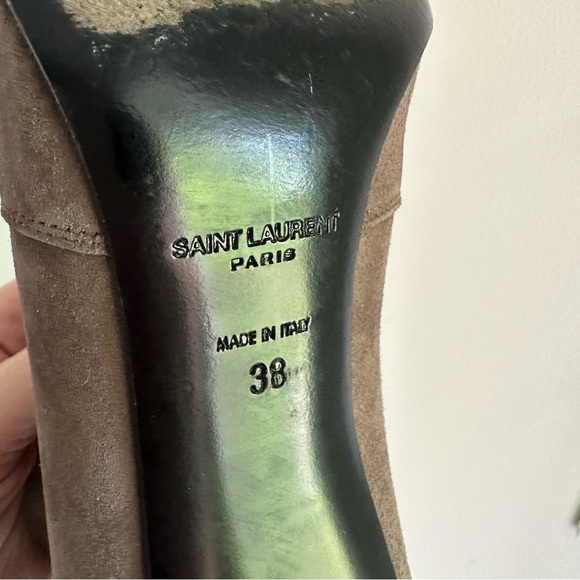 SAINT LAURENT
PARIS
MADE IN ITALY
38